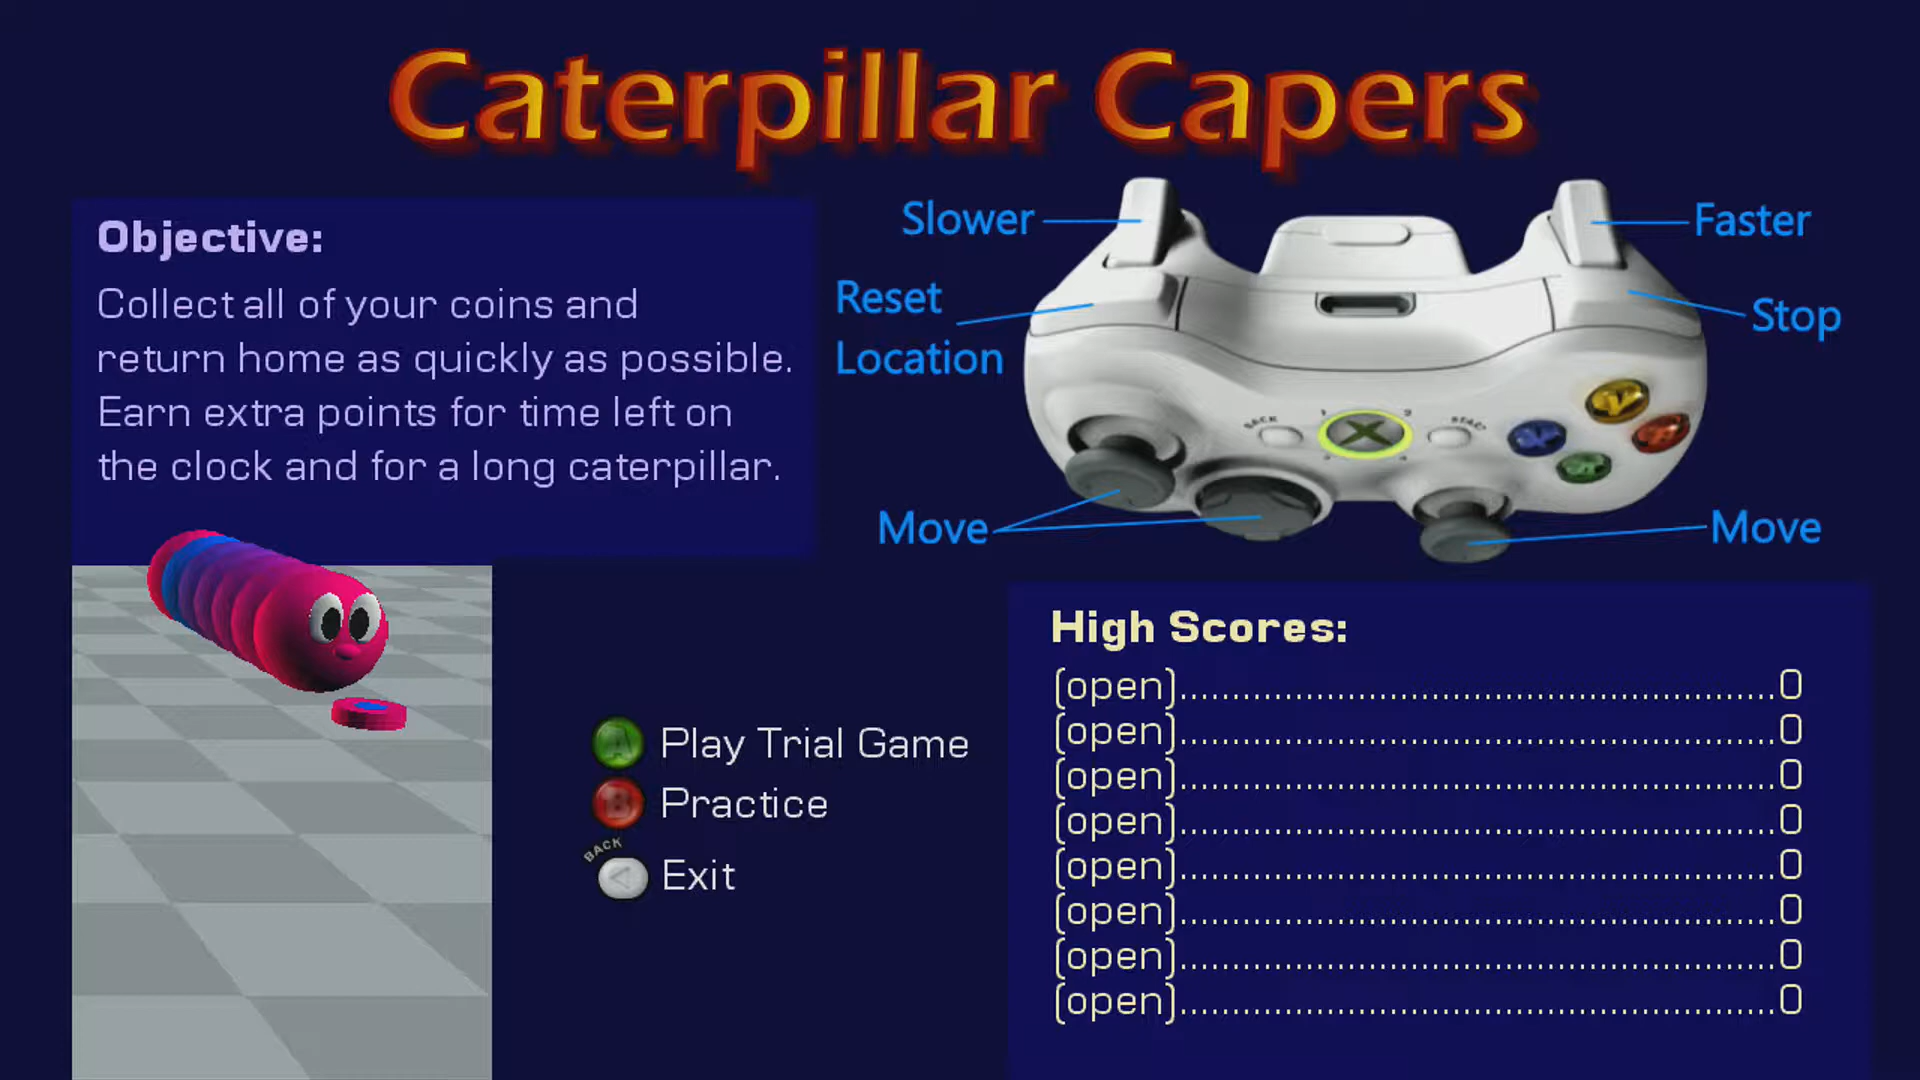 Caterpillar Capers
Objective:
Collect all of your coins and
return home as quickly as possible.
Earn extra points for time left on
the clock and for a long caterpillar.
Slower
Faster
Reset
Location
Stop
BACK
START
Y
X
B
A
Move
Move
A Play Trial Game
B Practice
BACK
Exit
High Scores:
(open)..........................................................0
(open)..........................................................0
(open)..........................................................0
(open)..........................................................0
(open)..........................................................0
(open)..........................................................0
(open)..........................................................0
(open)..........................................................0